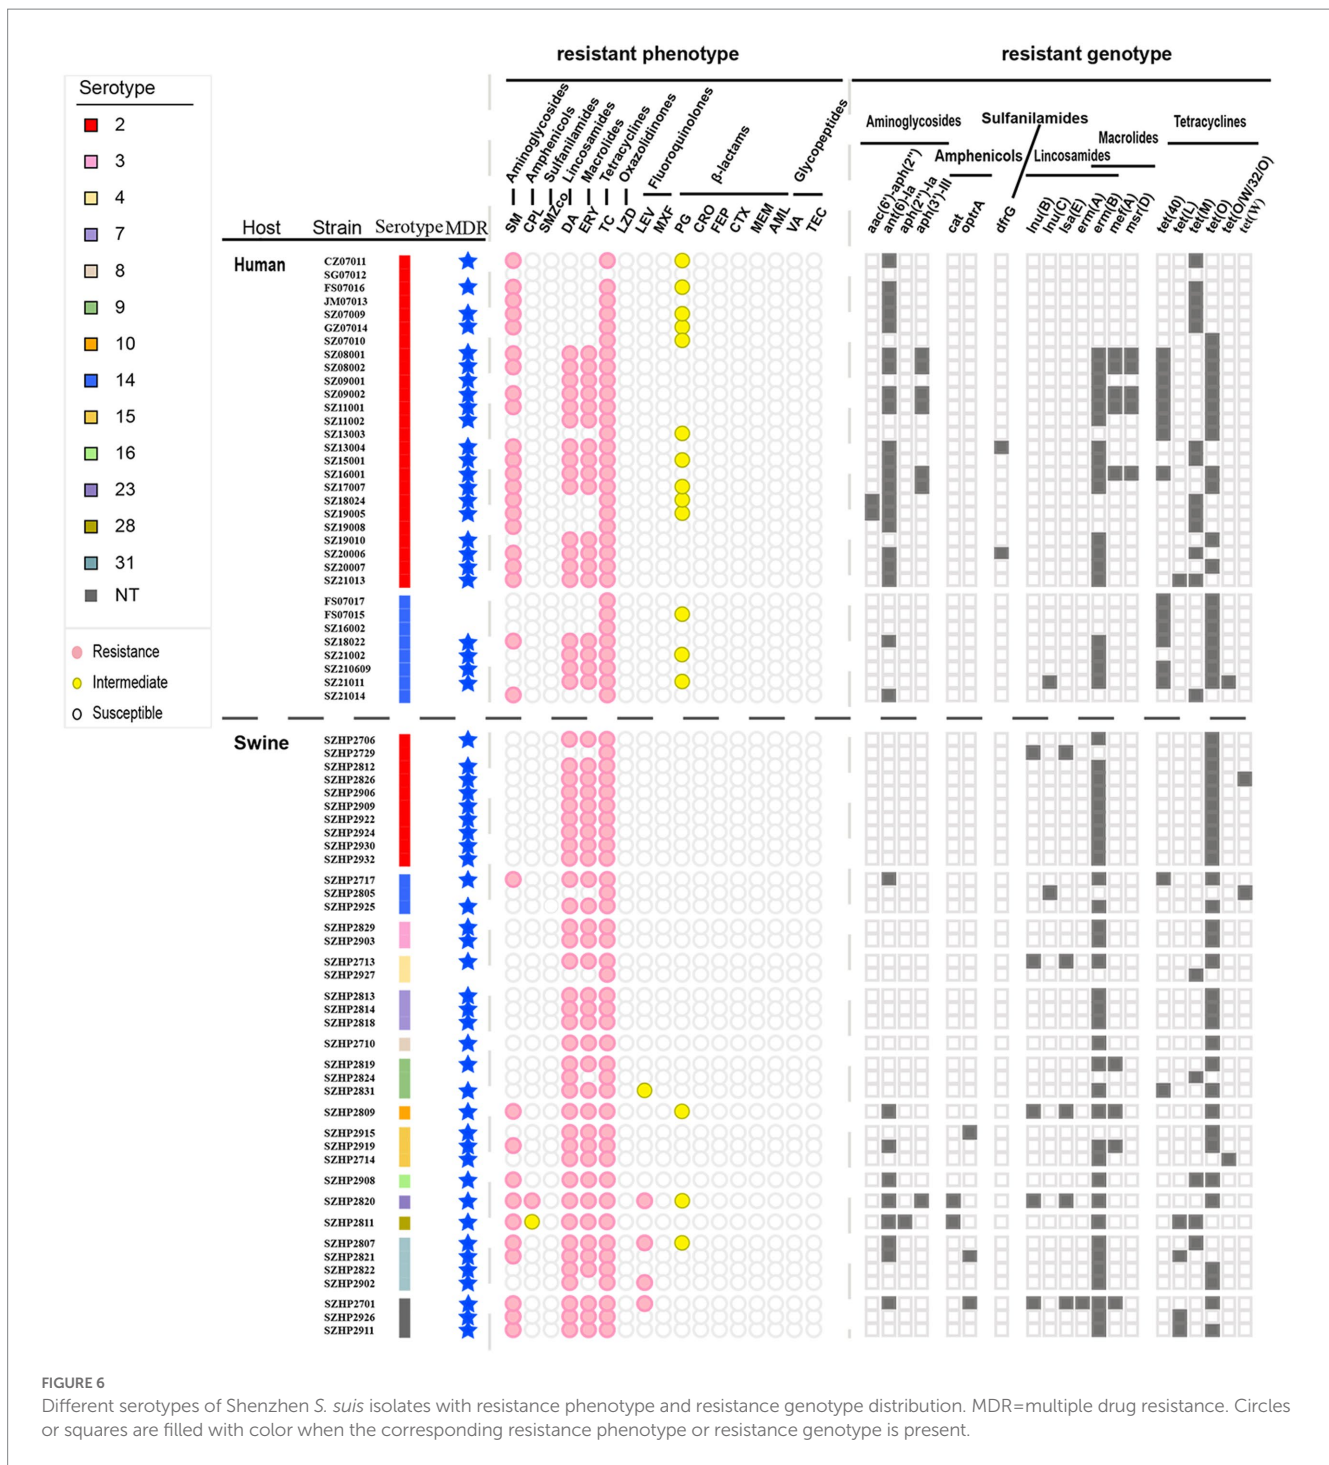 resistant phenotype
resistant genotype
Serotype
2
3
4
7
8
9
10
14
15
16
23
28
31
NT
Resistance
Intermediate
Susceptible
Aminoglycosides
Amphenicols
Sulfanilamides
Lincosamides
Macrolides
Tetracyclines
Oxazolidinones
Fluoroquinolones
β-lactams
Glycopeptides
Aminoglycosides
Amphenicols
Sulfanilamides
Lincosamides
Macrolides
Tetracyclines
Host Strain Serotype MDR
SM CPL SMZco DA ERY TC LZD LEV MXF PG CRO FEP CTX MEM AML VA TEC
aac(6')-aph(2'') ant(6)-Ia aph(2'')-Ia aph(3')-III cat optrA dfrG lnu(B) lnu(C) lsa(E) erm(A) erm(B) mef(A) msr(D) tet(40) tet(L) tet(M) tet(O) tet(O/W/32/O) tet(W)
Human
CZ07011
SG07012
FS07016
JM07013
SZ07009
GZ07014
SZ07010
SZ08001
SZ08002
SZ09001
SZ09002
SZ11001
SZ11002
SZ13003
SZ13004
SZ15001
SZ16001
SZ17007
SZ18024
SZ19005
SZ19008
SZ19010
SZ20006
SZ20007
SZ21013
FS07017
FS07015
SZ16002
SZ18022
SZ21002
SZ210609
SZ21011
SZ21014
Swine
SZHP2706
SZHP2729
SZHP2812
SZHP2826
SZHP2906
SZHP2909
SZHP2922
SZHP2924
SZHP2930
SZHP2932
SZHP2717
SZHP2805
SZHP2925
SZHP2829
SZHP2903
SZHP2713
SZHP2927
SZHP2813
SZHP2814
SZHP2818
SZHP2710
SZHP2819
SZHP2824
SZHP2831
SZHP2809
SZHP2915
SZHP2919
SZHP2714
SZHP2908
SZHP2820
SZHP2811
SZHP2807
SZHP2821
SZHP2822
SZHP2902
SZHP2701
SZHP2926
SZHP2911
FIGURE 6
Different serotypes of Shenzhen S. suis isolates with resistance phenotype and resistance genotype distribution. MDR=multiple drug resistance. Circles
or squares are filled with color when the corresponding resistance phenotype or resistance genotype is present.